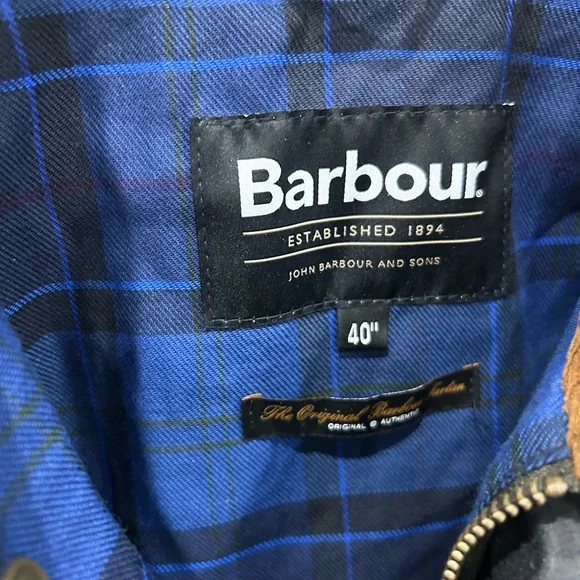 Barbour
ESTABLISHED 1894
JOHN BARBOUR AND SONS
40"
The Original Barbour Tartan
ORIGINAL & AUTHENTIC